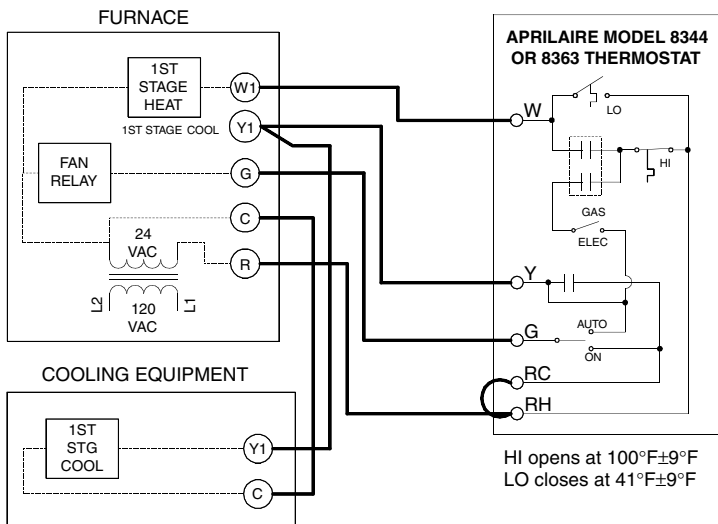 FURNACE
1ST
STAGE
HEAT
W1
1ST STAGE COOL
Y1
FAN
RELAY
G
C
24
VAC
R
L2
120
VAC
L1
COOLING EQUIPMENT
1ST
STG
COOL
Y1
C
APRILAIRE MODEL 8344
OR 8363 THERMOSTAT
W
LO
HI
GAS
ELEC
Y
G
AUTO
ON
RC
RH
HI opens at 100°F±9°F
LO closes at 41°F±9°F